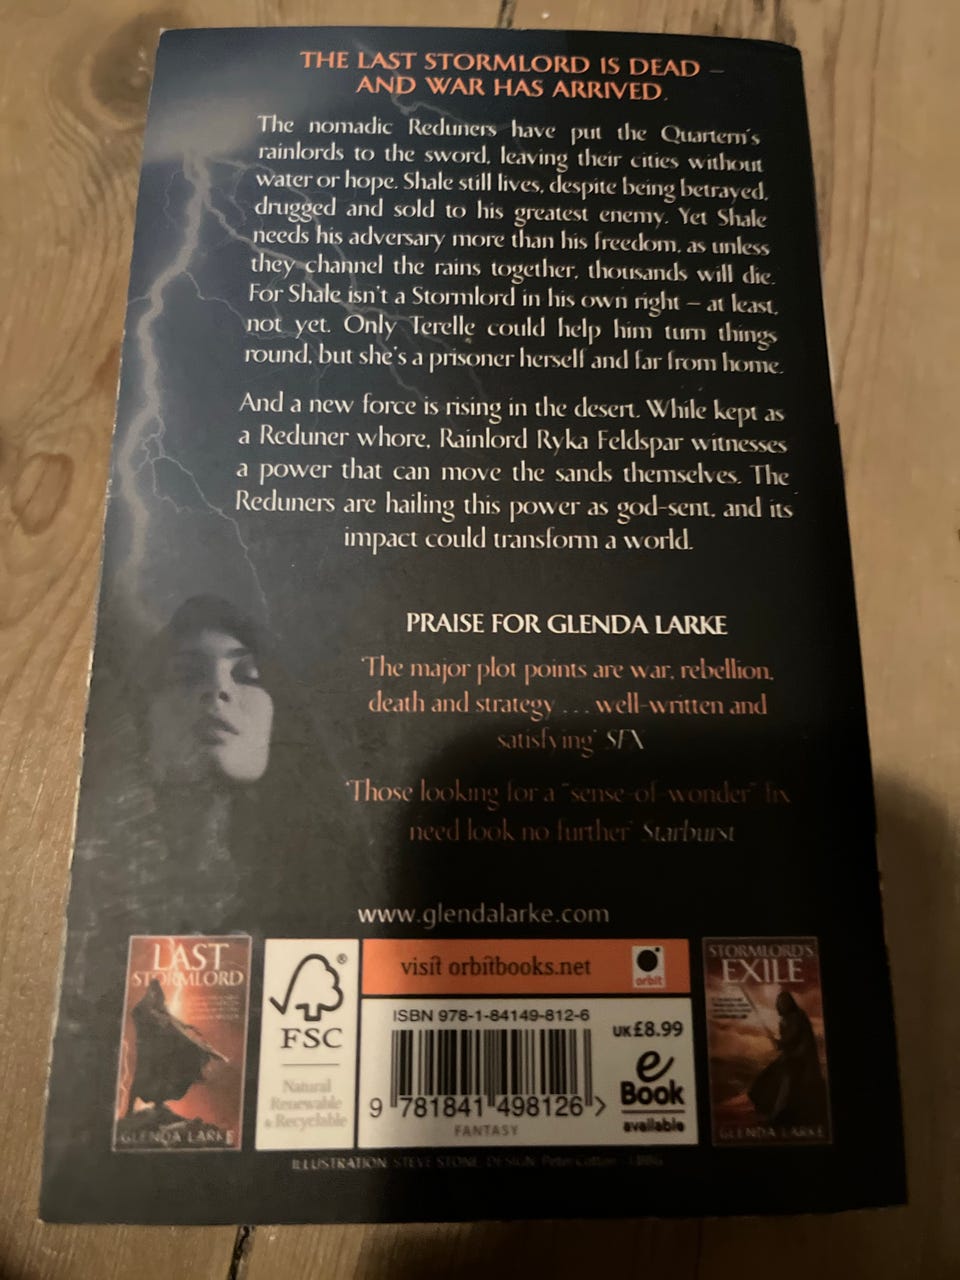 THE LAST STORMLORD IS DEAD –
AND WAR HAS ARRIVED.
The nomadic Reduners have put the Quartern's
rainlords to the sword, leaving their cities without
water or hope. Shale still lives, despite being betrayed,
drugged and sold to his greatest enemy. Yet Shale
needs his adversary more than his freedom, as unless
they channel the rains together, thousands will die.
For Shale isn't a Stormlord in his own right – at least,
not yet. Only Terelle could help him turn things
round, but she's a prisoner herself and far from home.
And a new force is rising in the desert. While kept as
a Reduner whore, Rainlord Ryka Feldspar witnesses
a power that can move the sands themselves. The
Reduners are hailing this power as god-sent, and its
impact could transform a world.
PRAISE FOR GLENDA LARKE
'The major plot points are war, rebellion,
death and strategy . . . well-written and
satisfying' SFX
'Those looking for a "sense-of-wonder" fix
need look no further' Starburst
www.glendalarke.com
LAST
STORMLORD
GLENDA LARKE
®
FSC
Natural
Renewable
& Recyclable
visit orbitbooks.net
orbit
ISBN 978-1-84149-812-6
9 781841 498126 >
FANTASY
UK £8.99
e
Book
available
STORMLORD'S
EXILE
GLENDA LARKE
ILLUSTRATION: STEVE STONE. DESIGN: Peter Cotton – LBBG